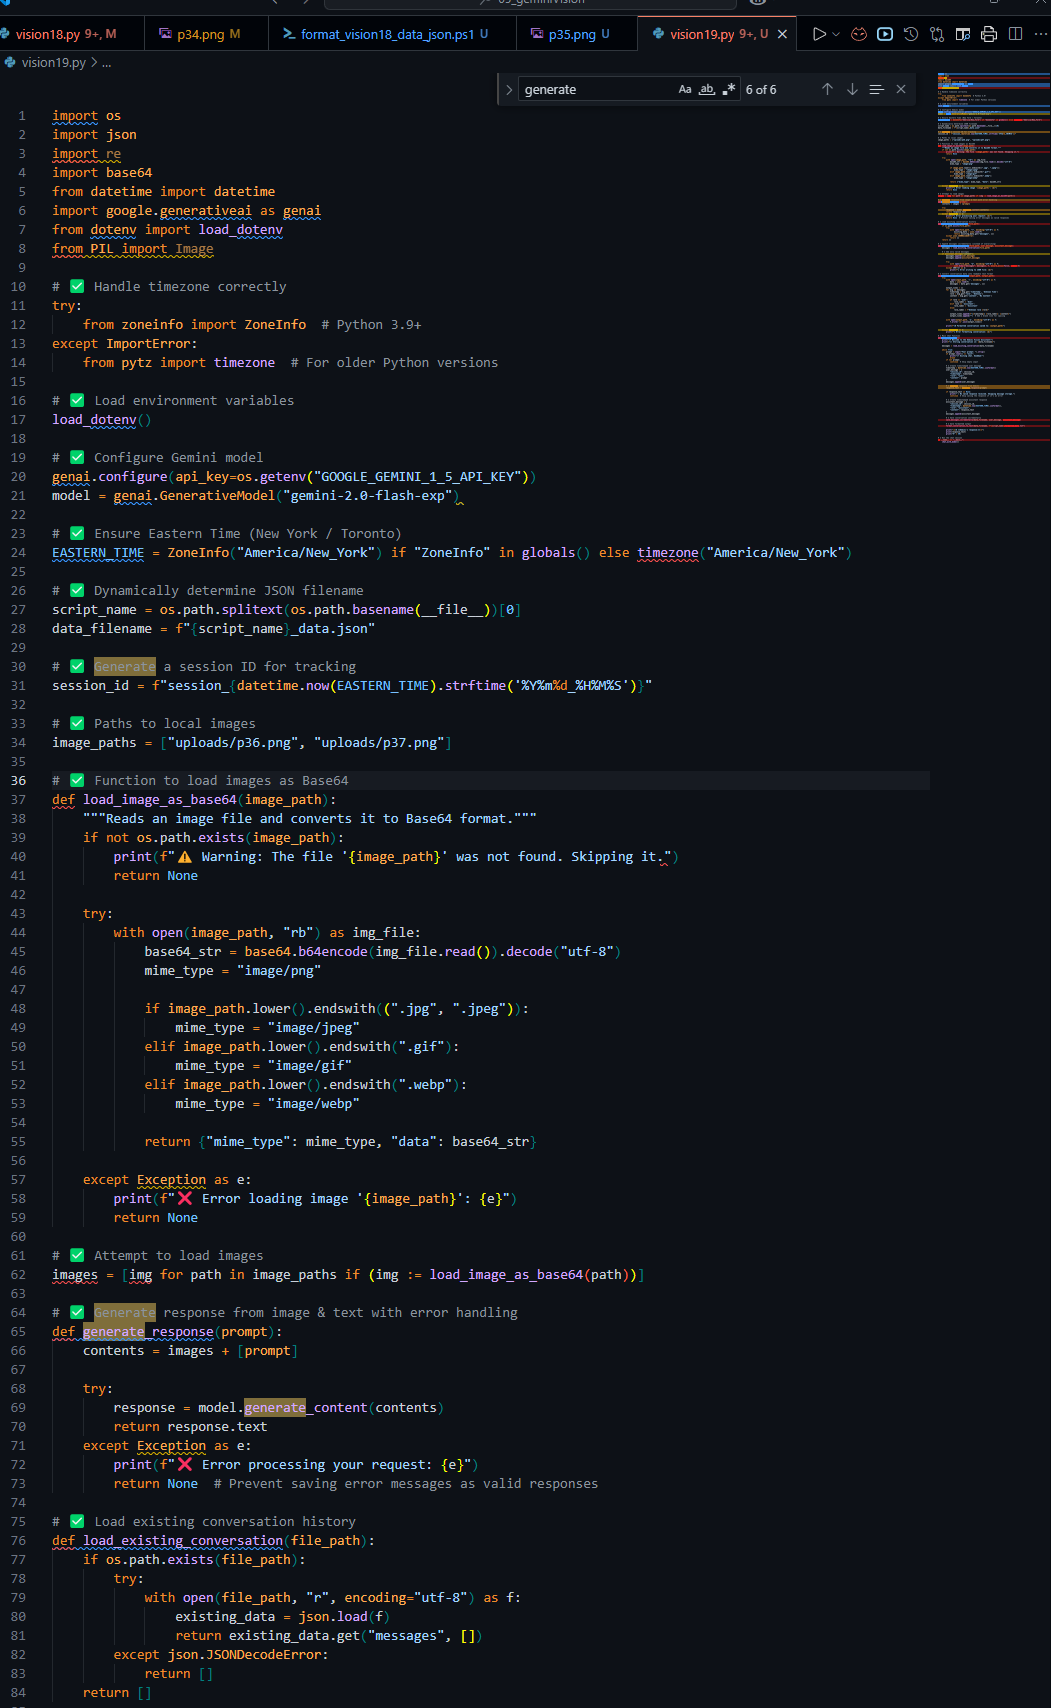 03_geminivision
vision18.py 9+, M
p34.png M
format_vision18_data_json.ps1 U
p35.png U
vision19.py 9+, U
vision19.py > ...
generate
Aa ab .* 6 of 6
1 import os
2 import json
3 import re
4 import base64
5 from datetime import datetime
6 import google.generativeai as genai
7 from dotenv import load_dotenv
8 from PIL import Image
9
10 # ✅ Handle timezone correctly
11 try:
12     from zoneinfo import ZoneInfo  # Python 3.9+
13 except ImportError:
14     from pytz import timezone  # For older Python versions
15
16 # ✅ Load environment variables
17 load_dotenv()
18
19 # ✅ Configure Gemini model
20 genai.configure(api_key=os.getenv("GOOGLE_GEMINI_1_5_API_KEY"))
21 model = genai.GenerativeModel("gemini-2.0-flash-exp")
22
23 # ✅ Ensure Eastern Time (New York / Toronto)
24 EASTERN_TIME = ZoneInfo("America/New_York") if "ZoneInfo" in globals() else timezone("America/New_York")
25
26 # ✅ Dynamically determine JSON filename
27 script_name = os.path.splitext(os.path.basename(__file__))[0]
28 data_filename = f"{script_name}_data.json"
29
30 # ✅ Generate a session ID for tracking
31 session_id = f"session_{datetime.now(EASTERN_TIME).strftime('%Y%m%d_%H%M%S')}"
32
33 # ✅ Paths to local images
34 image_paths = ["uploads/p36.png", "uploads/p37.png"]
35
36 # ✅ Function to load images as Base64
37 def load_image_as_base64(image_path):
38     """Reads an image file and converts it to Base64 format."""
39     if not os.path.exists(image_path):
40         print(f"⚠️ Warning: The file '{image_path}' was not found. Skipping it.")
41         return None
42
43     try:
44         with open(image_path, "rb") as img_file:
45             base64_str = base64.b64encode(img_file.read()).decode("utf-8")
46             mime_type = "image/png"
47
48             if image_path.lower().endswith((".jpg", ".jpeg")):
49                 mime_type = "image/jpeg"
50             elif image_path.lower().endswith(".gif"):
51                 mime_type = "image/gif"
52             elif image_path.lower().endswith(".webp"):
53                 mime_type = "image/webp"
54
55             return {"mime_type": mime_type, "data": base64_str}
56
57     except Exception as e:
58         print(f"❌ Error loading image '{image_path}': {e}")
59         return None
60
61 # ✅ Attempt to load images
62 images = [img for path in image_paths if (img := load_image_as_base64(path))]
63
64 # ✅ Generate response from image & text with error handling
65 def generate_response(prompt):
66     contents = images + [prompt]
67
68     try:
69         response = model.generate_content(contents)
70         return response.text
71     except Exception as e:
72         print(f"❌ Error processing your request: {e}")
73         return None  # Prevent saving error messages as valid responses
74
75 # ✅ Load existing conversation history
76 def load_existing_conversation(file_path):
77     if os.path.exists(file_path):
78         try:
79             with open(file_path, "r", encoding="utf-8") as f:
80                 existing_data = json.load(f)
81                 return existing_data.get("messages", [])
82         except json.JSONDecodeError:
83             return []
84     return []